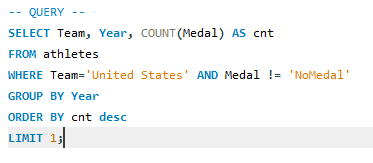 -- QUERY --
SELECT Team, Year, COUNT(Medal) AS cnt
FROM athletes
WHERE Team='United States' AND Medal != 'NoMedal'
GROUP BY Year
ORDER BY cnt desc
LIMIT 1;